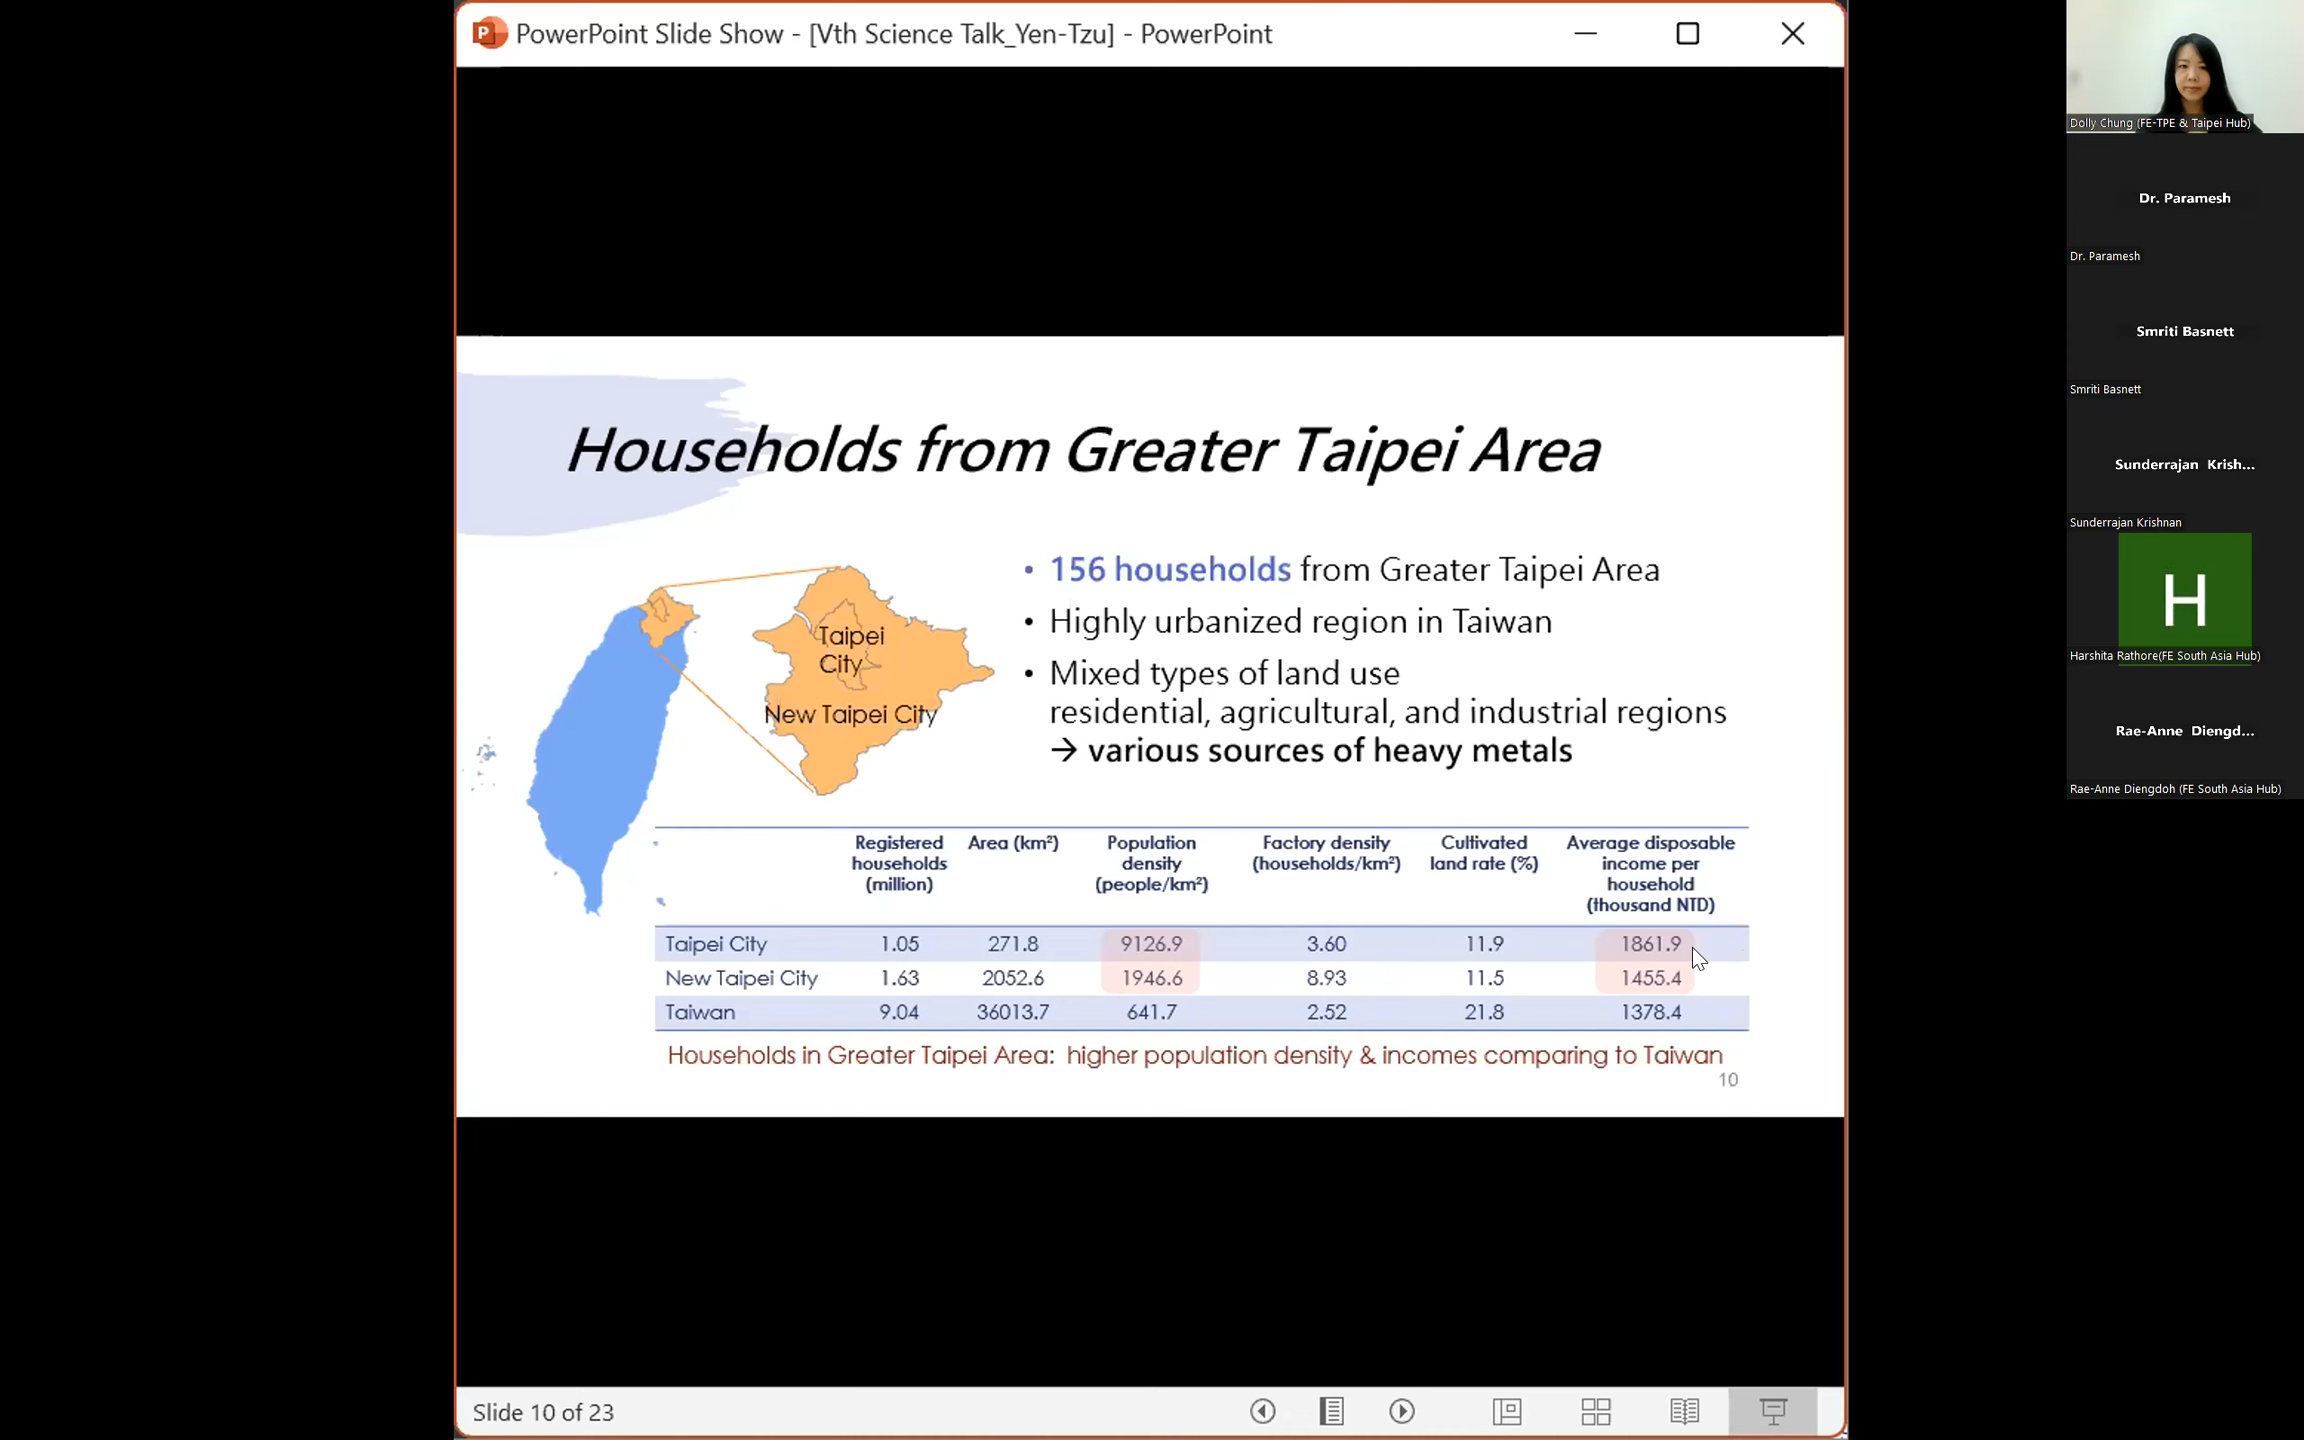 PowerPoint Slide Show - [Vth Science Talk_Yen-Tzu] - PowerPoint
Households from Greater Taipei Area
Taipei
City
New Taipei City
• 156 households from Greater Taipei Area
• Highly urbanized region in Taiwan
• Mixed types of land use
residential, agricultural, and industrial regions
→ various sources of heavy metals
Registered households (million) Area (km²) Population density (people/km²) Factory density (households/km²) Cultivated land rate (%) Average disposable income per household (thousand NTD)
Taipei City 1.05 271.8 9126.9 3.60 11.9 1861.9
New Taipei City 1.63 2052.6 1946.6 8.93 11.5 1455.4
Taiwan 9.04 36013.7 641.7 2.52 21.8 1378.4
Households in Greater Taipei Area: higher population density & incomes comparing to Taiwan
10
Slide 10 of 23
Dolly Chung (FE-TPE & Taipei Hub)
Dr. Paramesh
Dr. Paramesh
Smriti Basnett
Smriti Basnett
Sunderrajan Krish...
Sunderrajan Krishnan
H
Harshita Rathore(FE South Asia Hub)
Rae-Anne Diengd...
Rae-Anne Diengdoh (FE South Asia Hub)